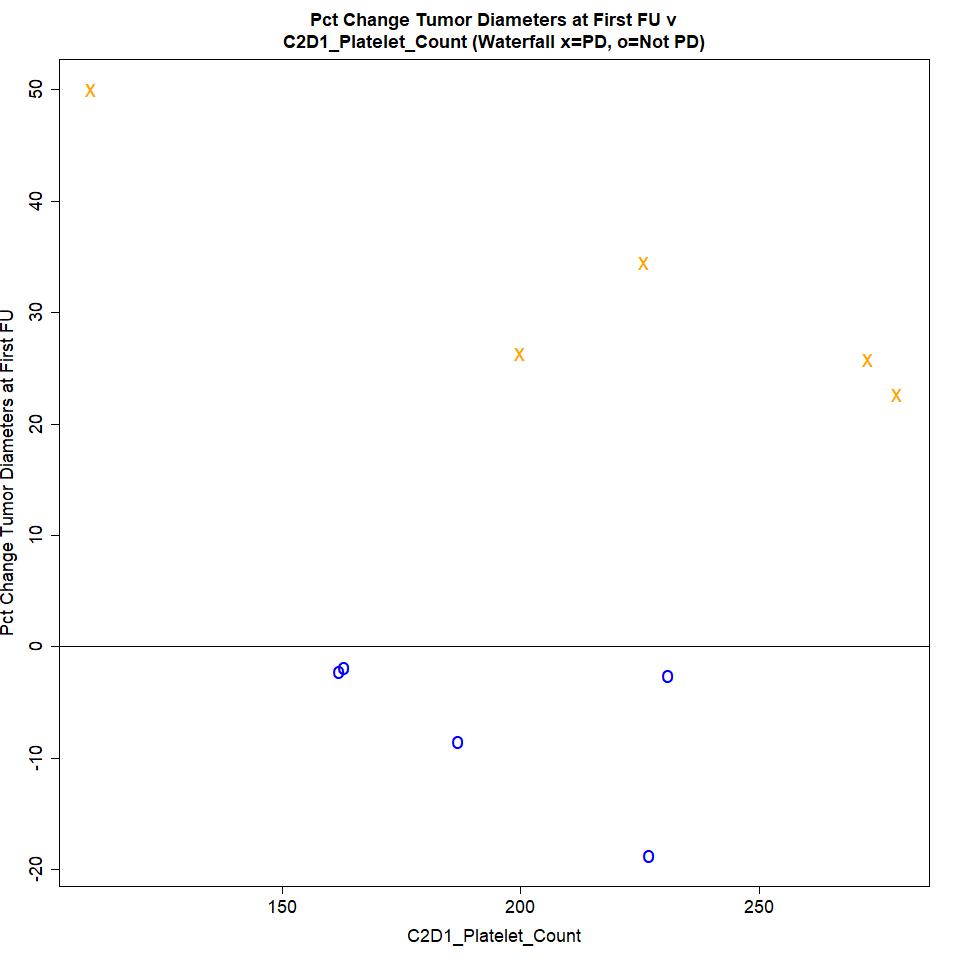 Pct Change Tumor Diameters at First FU v
C2D1_Platelet_Count (Waterfall x=PD, o=Not PD)
Pct Change Tumor Diameters at First FU
50
40
30
20
10
0
-10
-20
X
X
X
X
X
O
O
O
O
O
150
200
250
C2D1_Platelet_Count